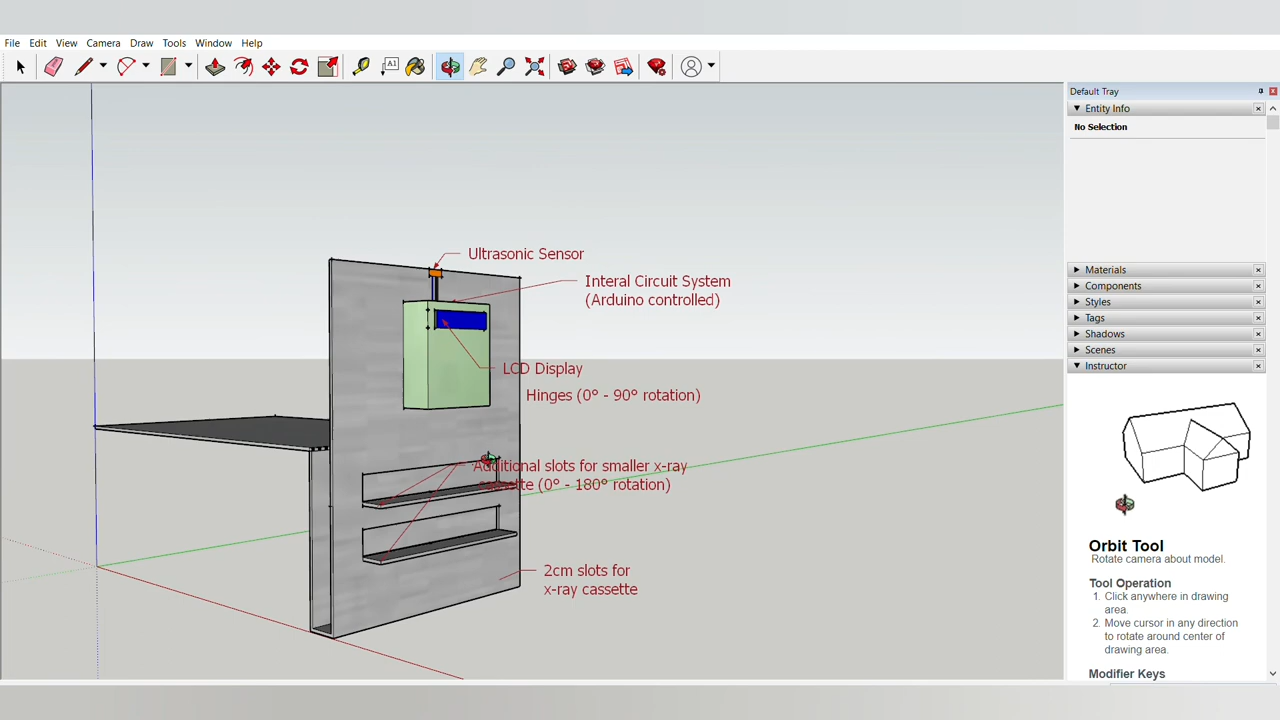 File Edit View Camera Draw Tools Window Help
A1
Default Tray
Entity Info
No Selection
Ultrasonic Sensor
Interal Circuit System
(Arduino controlled)
LCD Display
Hinges (0° - 90° rotation)
Additional slots for smaller x-ray
cassette (0° - 180° rotation)
2cm slots for
x-ray cassette
Materials
Components
Styles
Tags
Shadows
Scenes
Instructor
Orbit Tool
Rotate camera about model.
Tool Operation
1. Click anywhere in drawing
area.
2. Move cursor in any direction
to rotate around center of
drawing area.
Modifier Keys